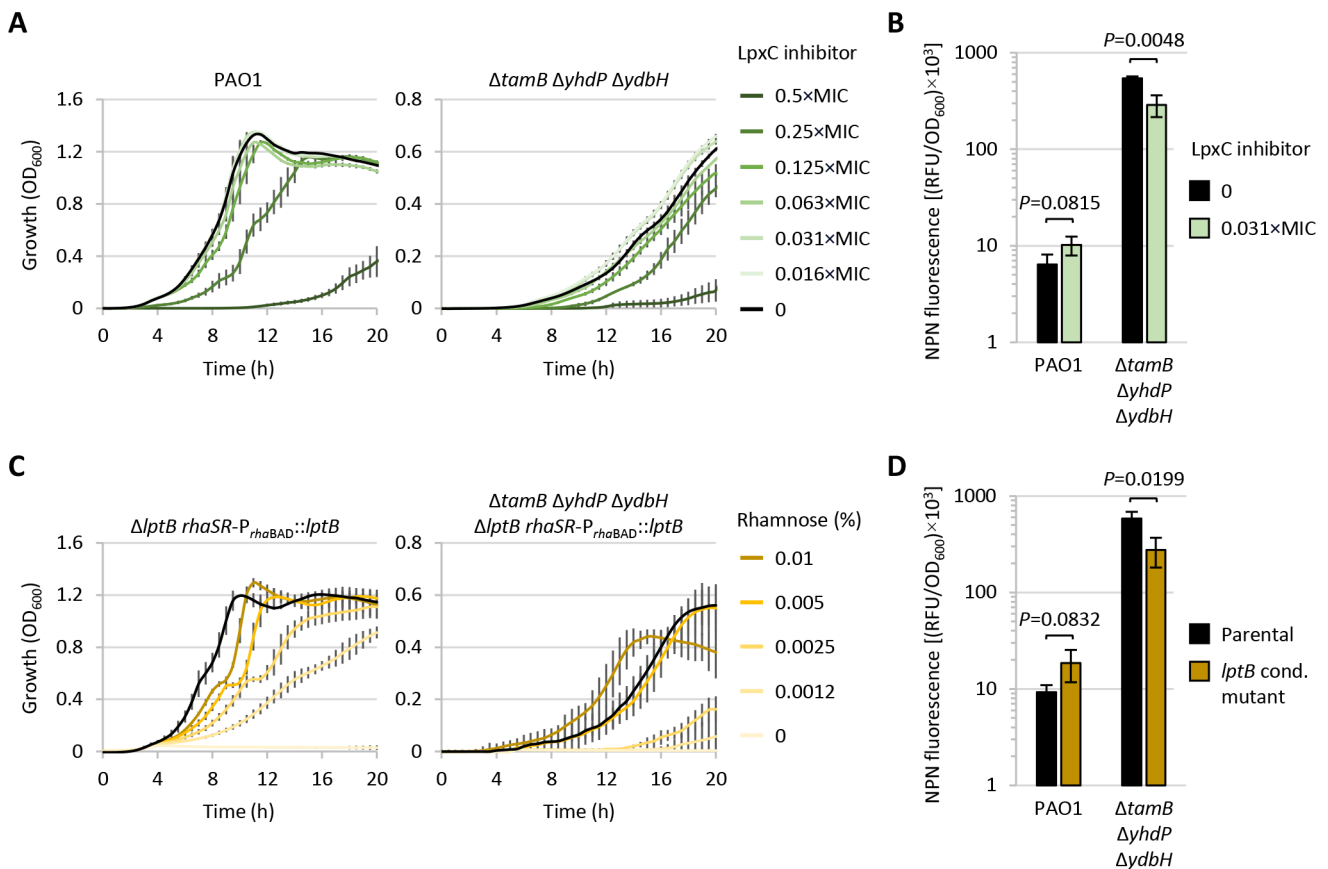 A
PAO1
ΔtamB ΔyhdP ΔydbH
LpxC inhibitor
Growth (OD600)
1.6
1.2
0.8
0.4
0
0.8
0.6
0.4
0.2
0
0.5×MIC
0.25×MIC
0.125×MIC
0.063×MIC
0.031×MIC
0.016×MIC
0
0 4 8 12 16 20
0 4 8 12 16 20
Time (h)
Time (h)
B
P=0.0048
P=0.0815
NPN fluorescence [(RFU/OD600)×10³]
1000
100
10
1
LpxC inhibitor
0
0.031×MIC
PAO1
ΔtamB
ΔyhdP
ΔydbH
C
ΔlptB rhaSR-PrhaBAD::lptB
ΔtamB ΔyhdP ΔydbH
ΔlptB rhaSR-PrhaBAD::lptB
Rhamnose (%)
Growth (OD600)
1.6
1.2
0.8
0.4
0
0.8
0.6
0.4
0.2
0
0.01
0.005
0.0025
0.0012
0
0 4 8 12 16 20
0 4 8 12 16 20
Time (h)
Time (h)
D
P=0.0199
P=0.0832
NPN fluorescence [(RFU/OD600)×10³]
1000
100
10
1
Parental
lptB cond.
mutant
PAO1
ΔtamB
ΔyhdP
ΔydbH